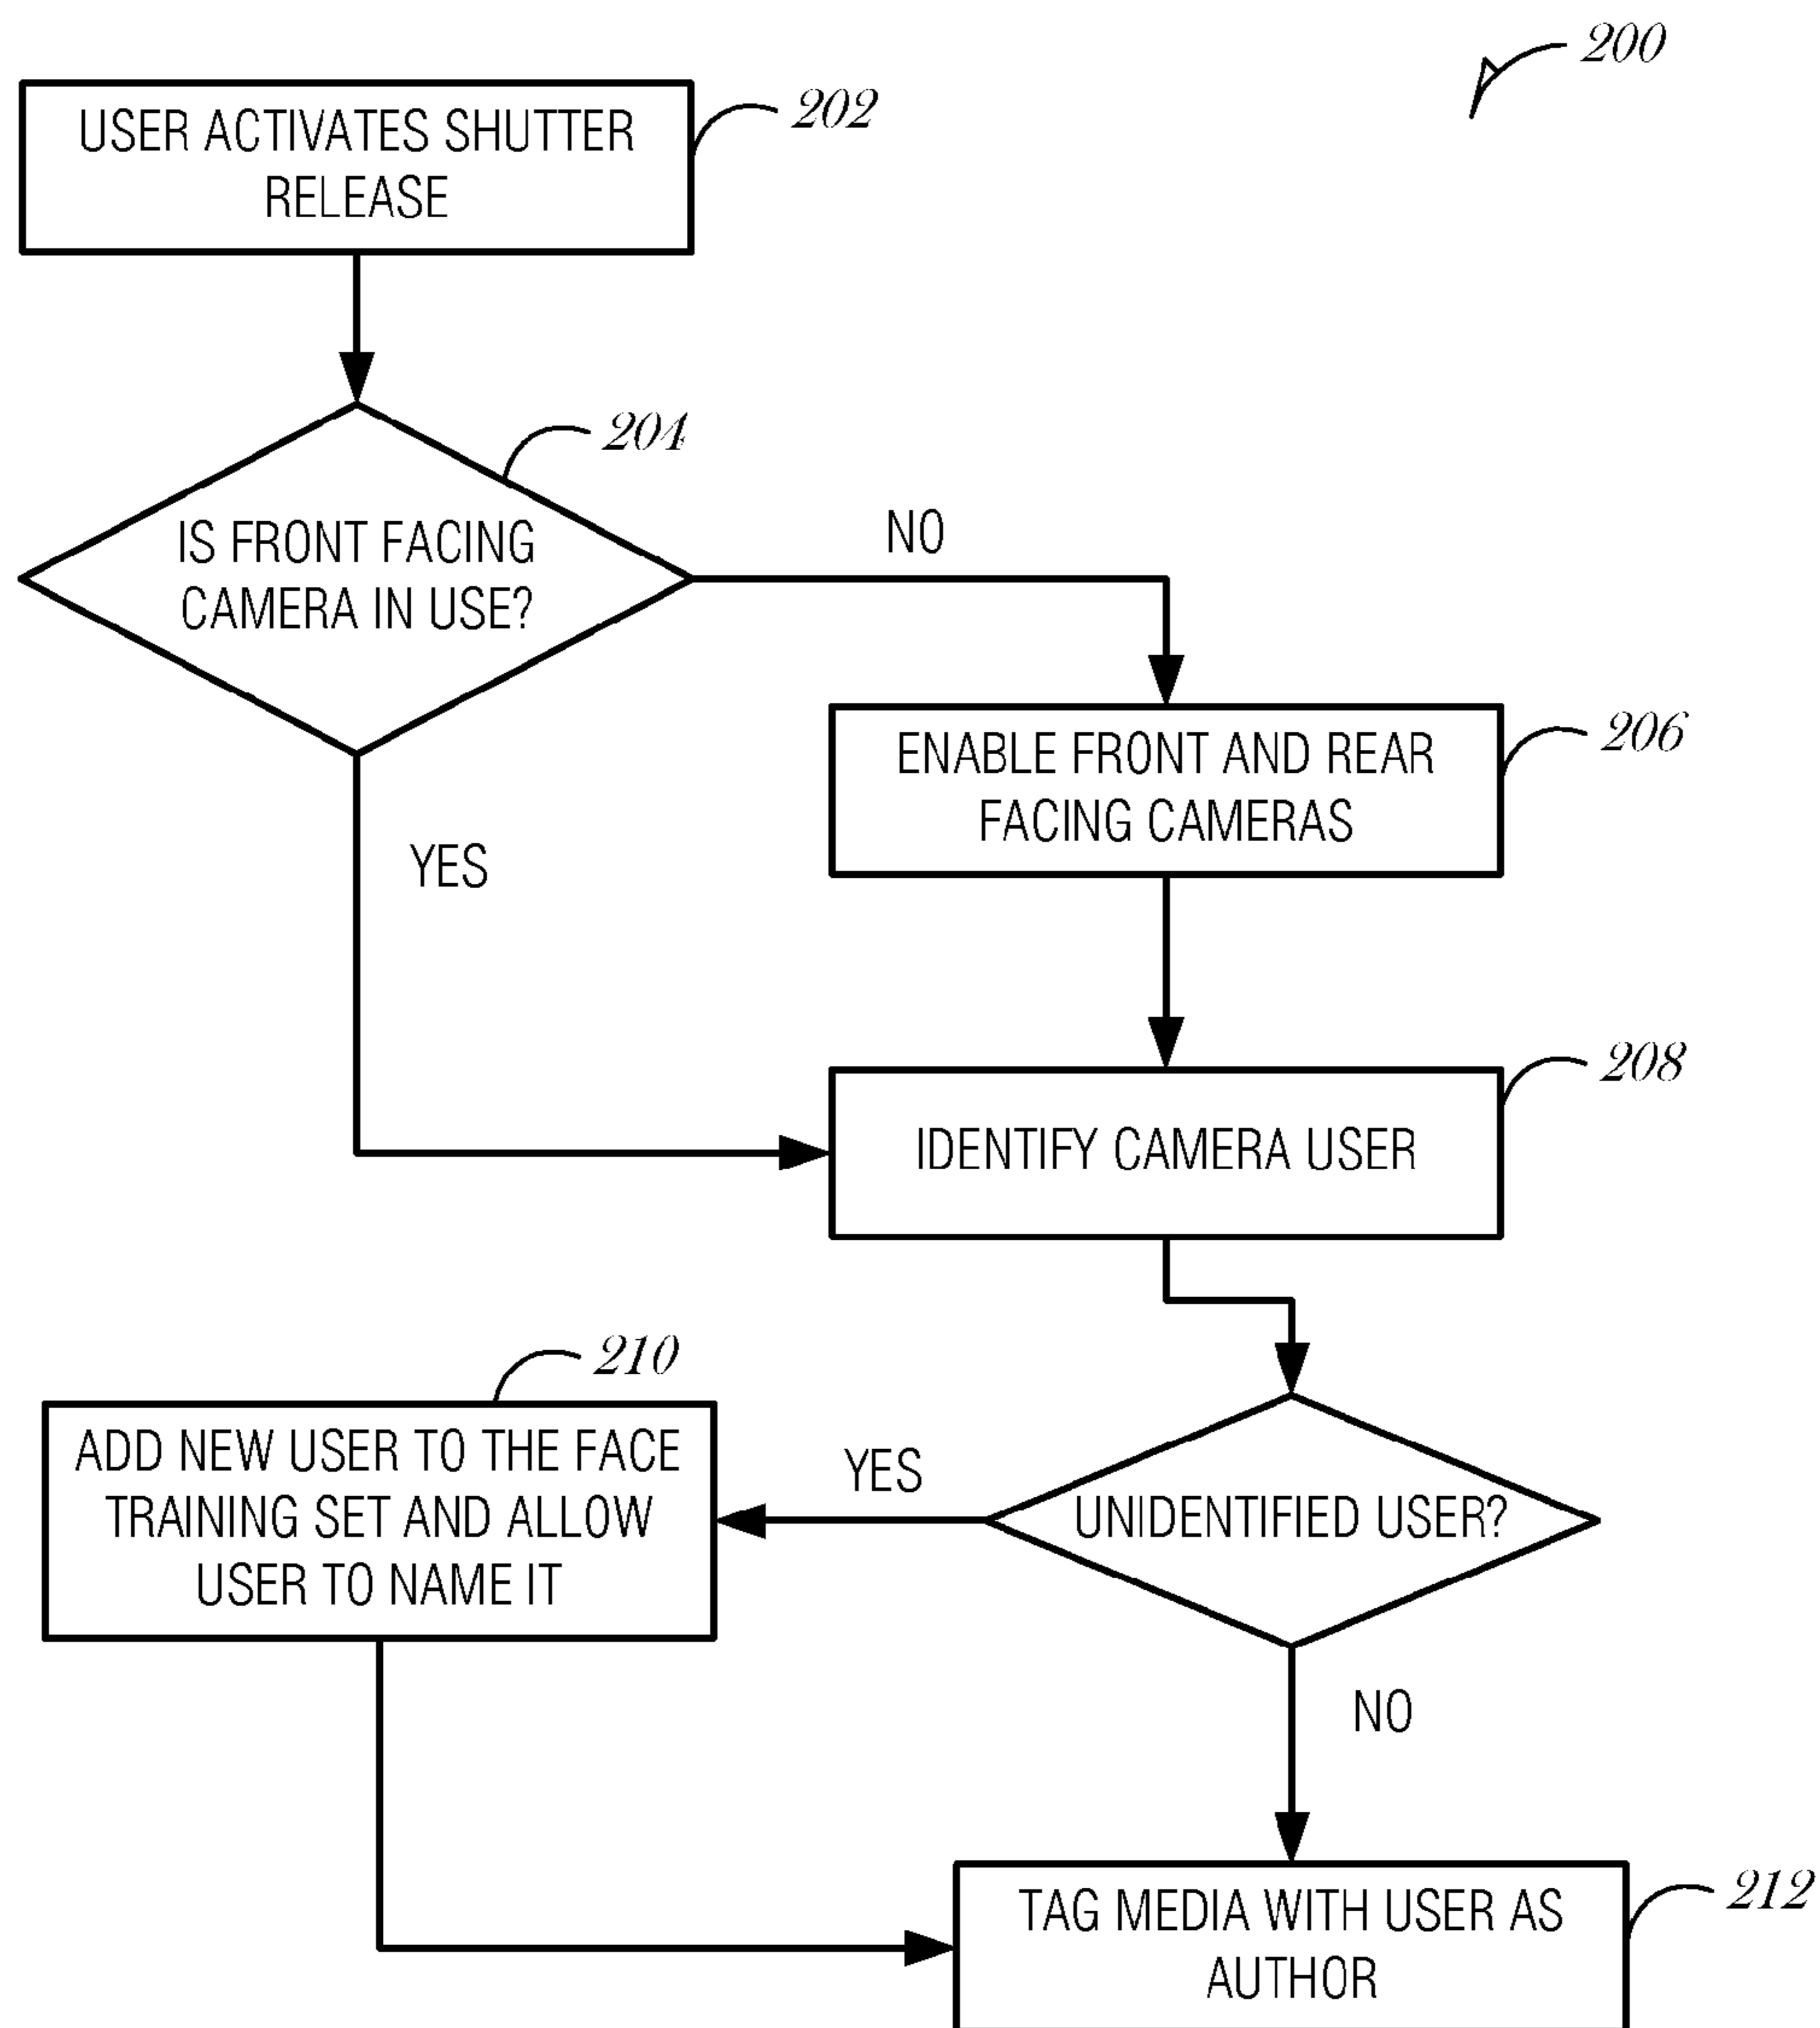 200
USER ACTIVATES SHUTTER
RELEASE
202
204
IS FRONT FACING
CAMERA IN USE?
NO
YES
ENABLE FRONT AND REAR
FACING CAMERAS
206
IDENTIFY CAMERA USER
208
210
ADD NEW USER TO THE FACE
TRAINING SET AND ALLOW
USER TO NAME IT
YES
UNIDENTIFIED USER?
NO
TAG MEDIA WITH USER AS
AUTHOR
212